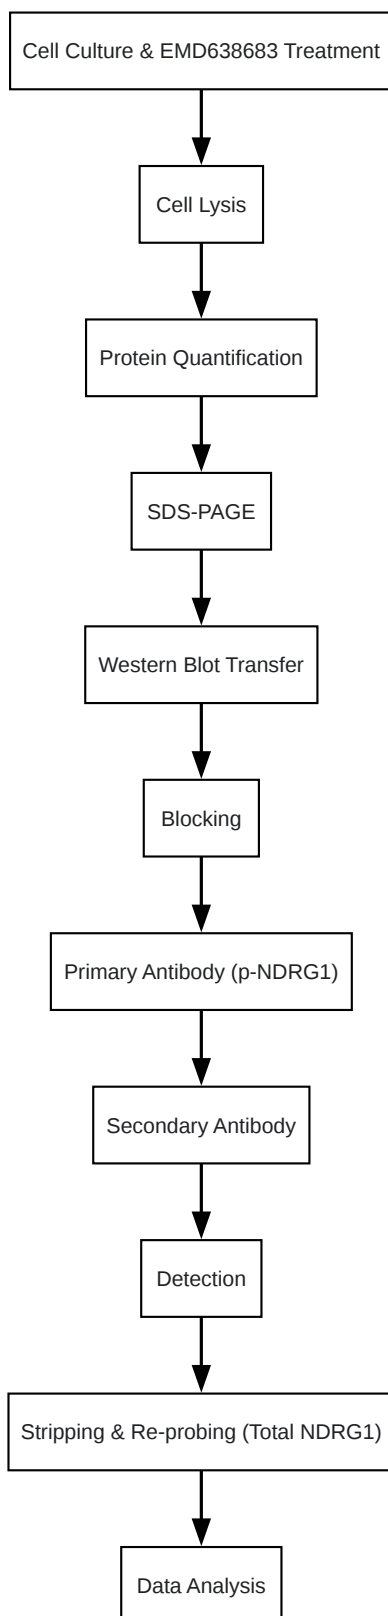 Cell Culture & EMD638683 Treatment
Cell Lysis
Protein Quantification
SDS-PAGE
Western Blot Transfer
Blocking
Primary Antibody (p-NDRG1)
Secondary Antibody
Detection
Stripping & Re-probing (Total NDRG1)
Data Analysis